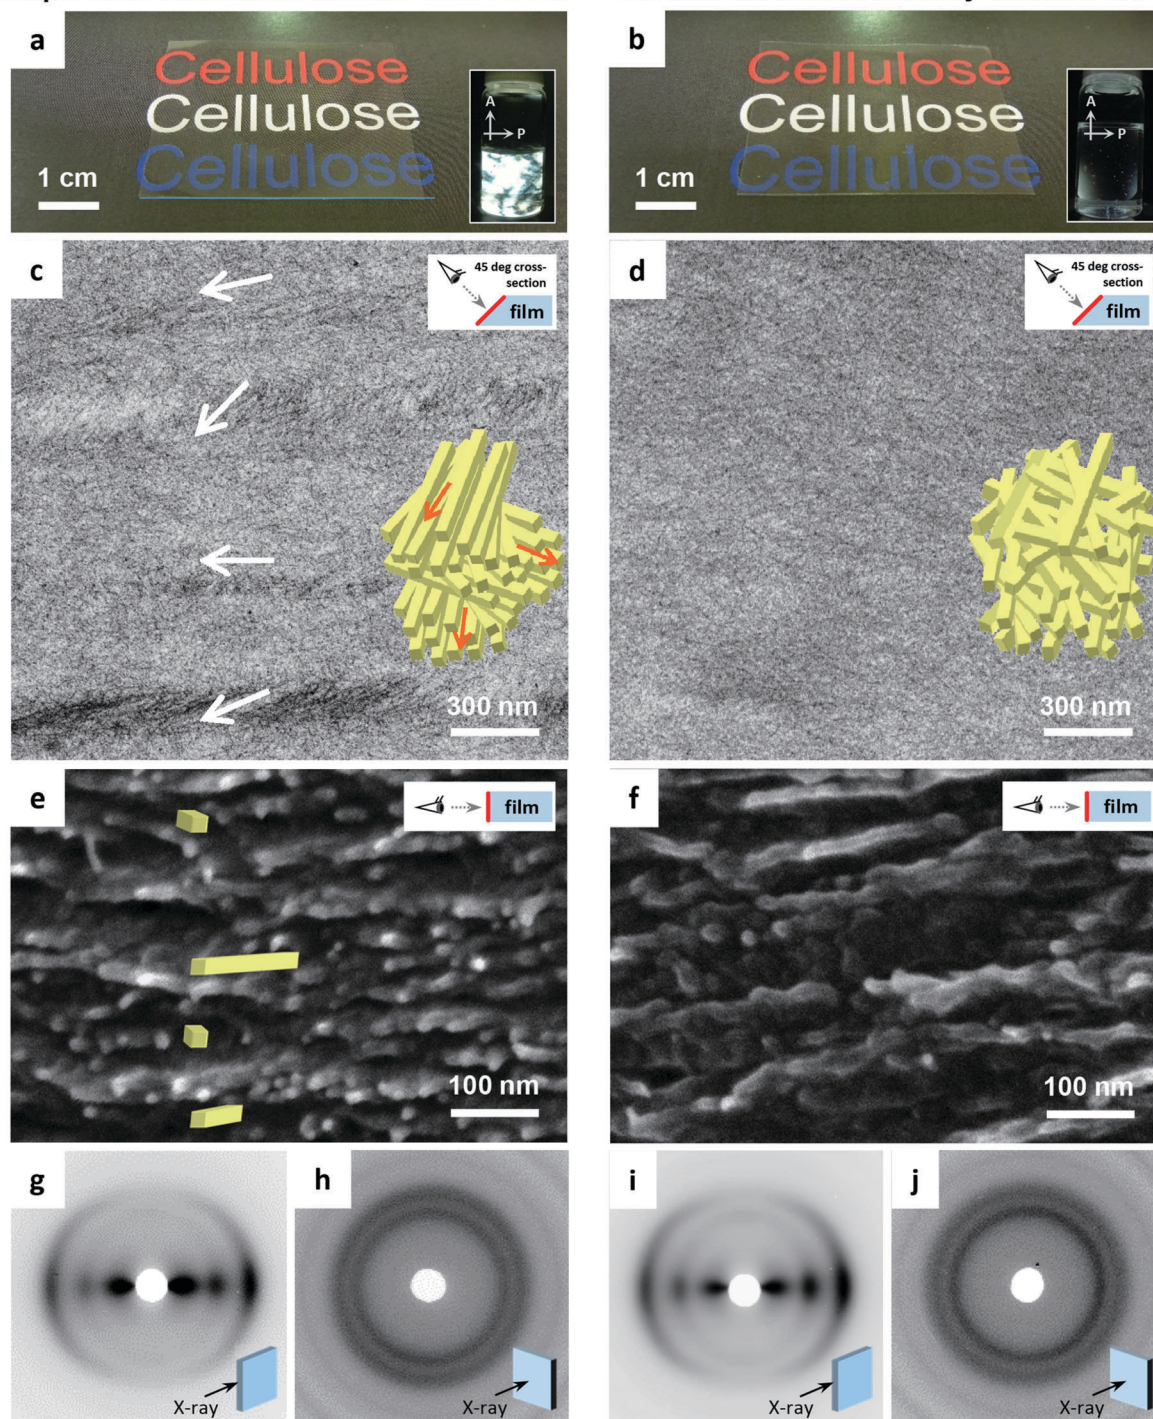 a
Cellulose
Cellulose
Cellulose
1 cm
A
P
b
Cellulose
Cellulose
Cellulose
1 cm
A
P
c
45 deg cross-
section
film
300 nm
d
45 deg cross-
section
film
300 nm
e
film
100 nm
f
film
100 nm
g
X-ray
h
X-ray
i
X-ray
j
X-ray